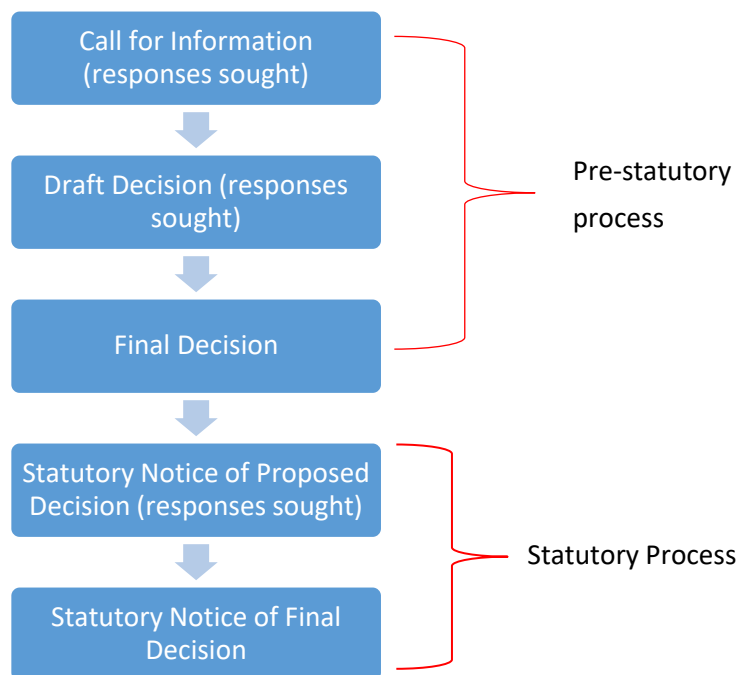 Call for Information
(responses sought)
Draft Decision (responses
sought)
Pre-statutory
process
Final Decision
Statutory Notice of Proposed
Decision (responses sought)
Statutory Process
Statutory Notice of Final
Decision